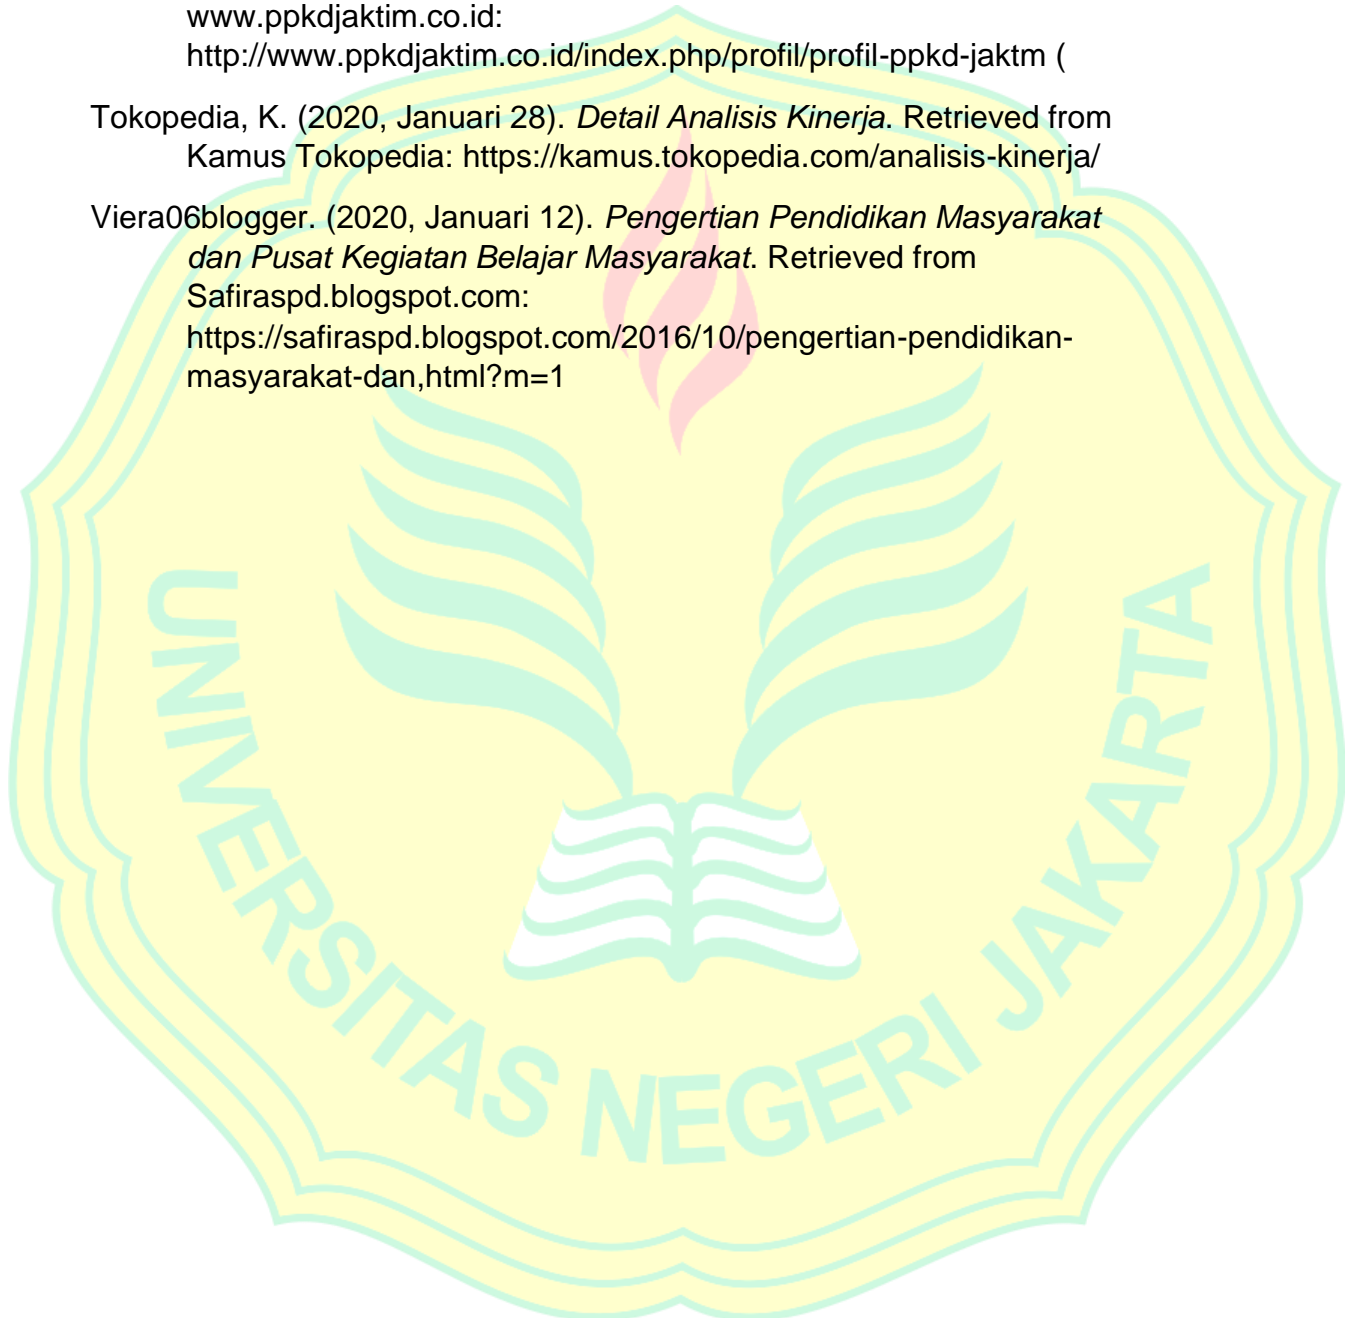 www.ppkdjaktim.co.id:
http://www.ppkdjaktim.co.id/index.php/profil/profil-ppkd-jaktm (
Tokopedia, K. (2020, Januari 28). Detail Analisis Kinerja. Retrieved from
Kamus Tokopedia: https://kamus.tokopedia.com/analisis-kinerja/
Viera06blogger. (2020, Januari 12). Pengertian Pendidikan Masyarakat
dan Pusat Kegiatan Belajar Masyarakat. Retrieved from
Safiraspd.blogspot.com:
https://safiraspd.blogspot.com/2016/10/pengertian-pendidikan-
masyarakat-dan,html?m=1
UNIVERSITAS NEGERI JAKARTA